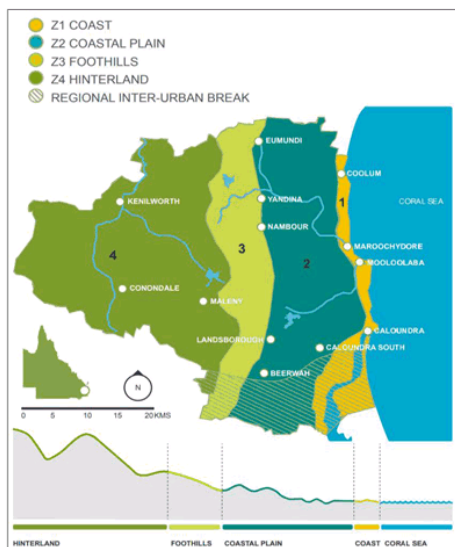 Z1 COAST
Z2 COASTAL PLAIN
Z3 FOOTHILLS
Z4 HINTERLAND
REGIONAL INTER-URBAN BREAK
EUMUNDI
COOLUM
KENILWORTH
YANDINA
1
CORAL SEA
NAMBOUR
MAROOCHYDORE
4
3
2
MOOLOOLABA
CONONDALE
MALENY
CALOUNDRA
LANDSBOROUGH
CALOUNDRA SOUTH
BEERWAH
N
0 5 10 15 20KMS
HINTERLAND FOOTHILLS COASTAL PLAIN COAST CORAL SEA